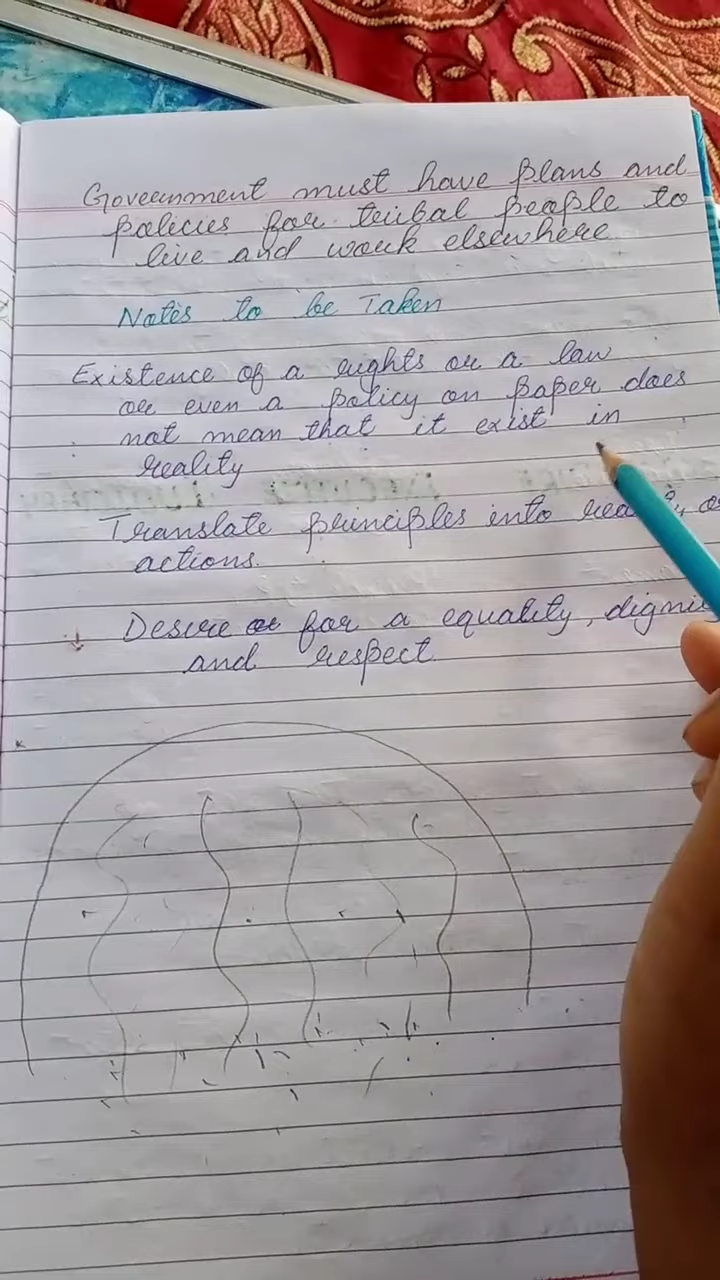 Government must have plans and
policies for tribal people to
live and work elsewhere
Notes to be Taken
Existence of a rights or a law
or even a policy on paper does
not mean that it exist in
reality
Translate principles into
actions.
Desire for a equality,
and respect